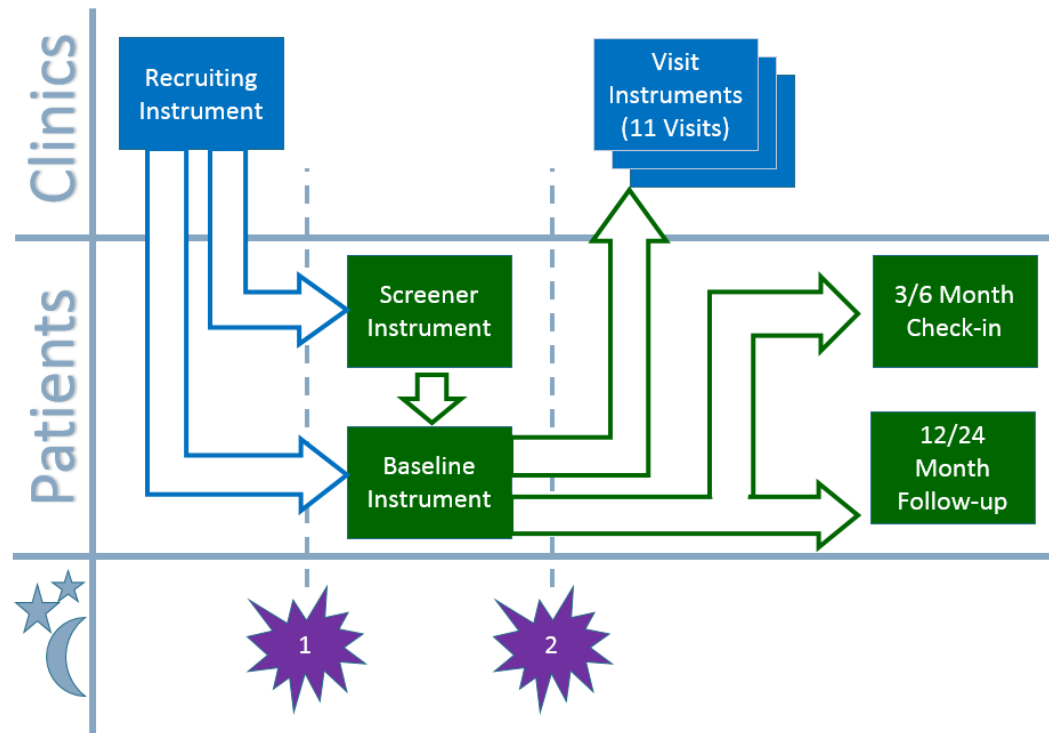 Clinics
Recruiting
Instrument
Visit
Instruments
(11 Visits)
Patients
Screener
Instrument
3/6 Month
Check-in
Baseline
Instrument
12/24
Month
Follow-up
1
2